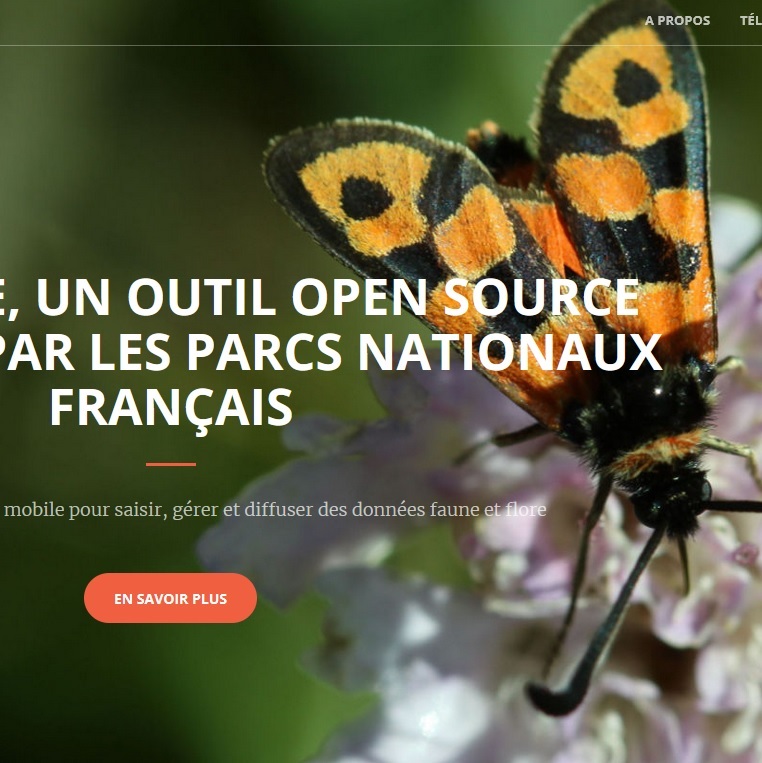 A PROPOS
E, UN OUTIL OPEN SOURCE
PAR LES PARCS NATIONAUX
FRANÇAIS
mobile pour saisir, gérer et diffuser des données faune et flore
EN SAVOIR PLUS